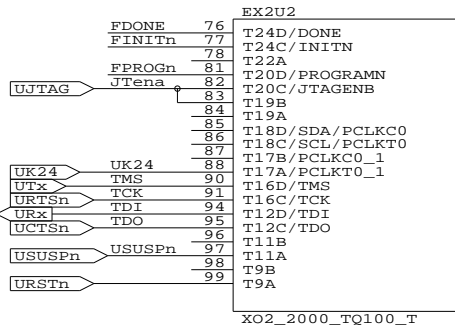 EX2U2
FDONE 76 T24D/DONE
FINITn 77 T24C/INITN
78 T22A
FPROGn 81 T20D/PROGRAMN
UJTAG JTena 82 T20C/JTAGENB
83 T19B
84 T19A
85 T18D/SDA/PCLKC0
86 T18C/SCL/PCLKT0
87 T17B/PCLKC0_1
UK24 UK24 88 T17A/PCLKT0_1
UTx TMS 90 T16D/TMS
URTSn TCK 91 T16C/TCK
URx TDI 94 T12D/TDI
UCTSn TDO 95 T12C/TDO
96 T11B
USUSPn USUSPn 97 T11A
98 T9B
URSTn 99 T9A
XO2_2000_TQ100_T